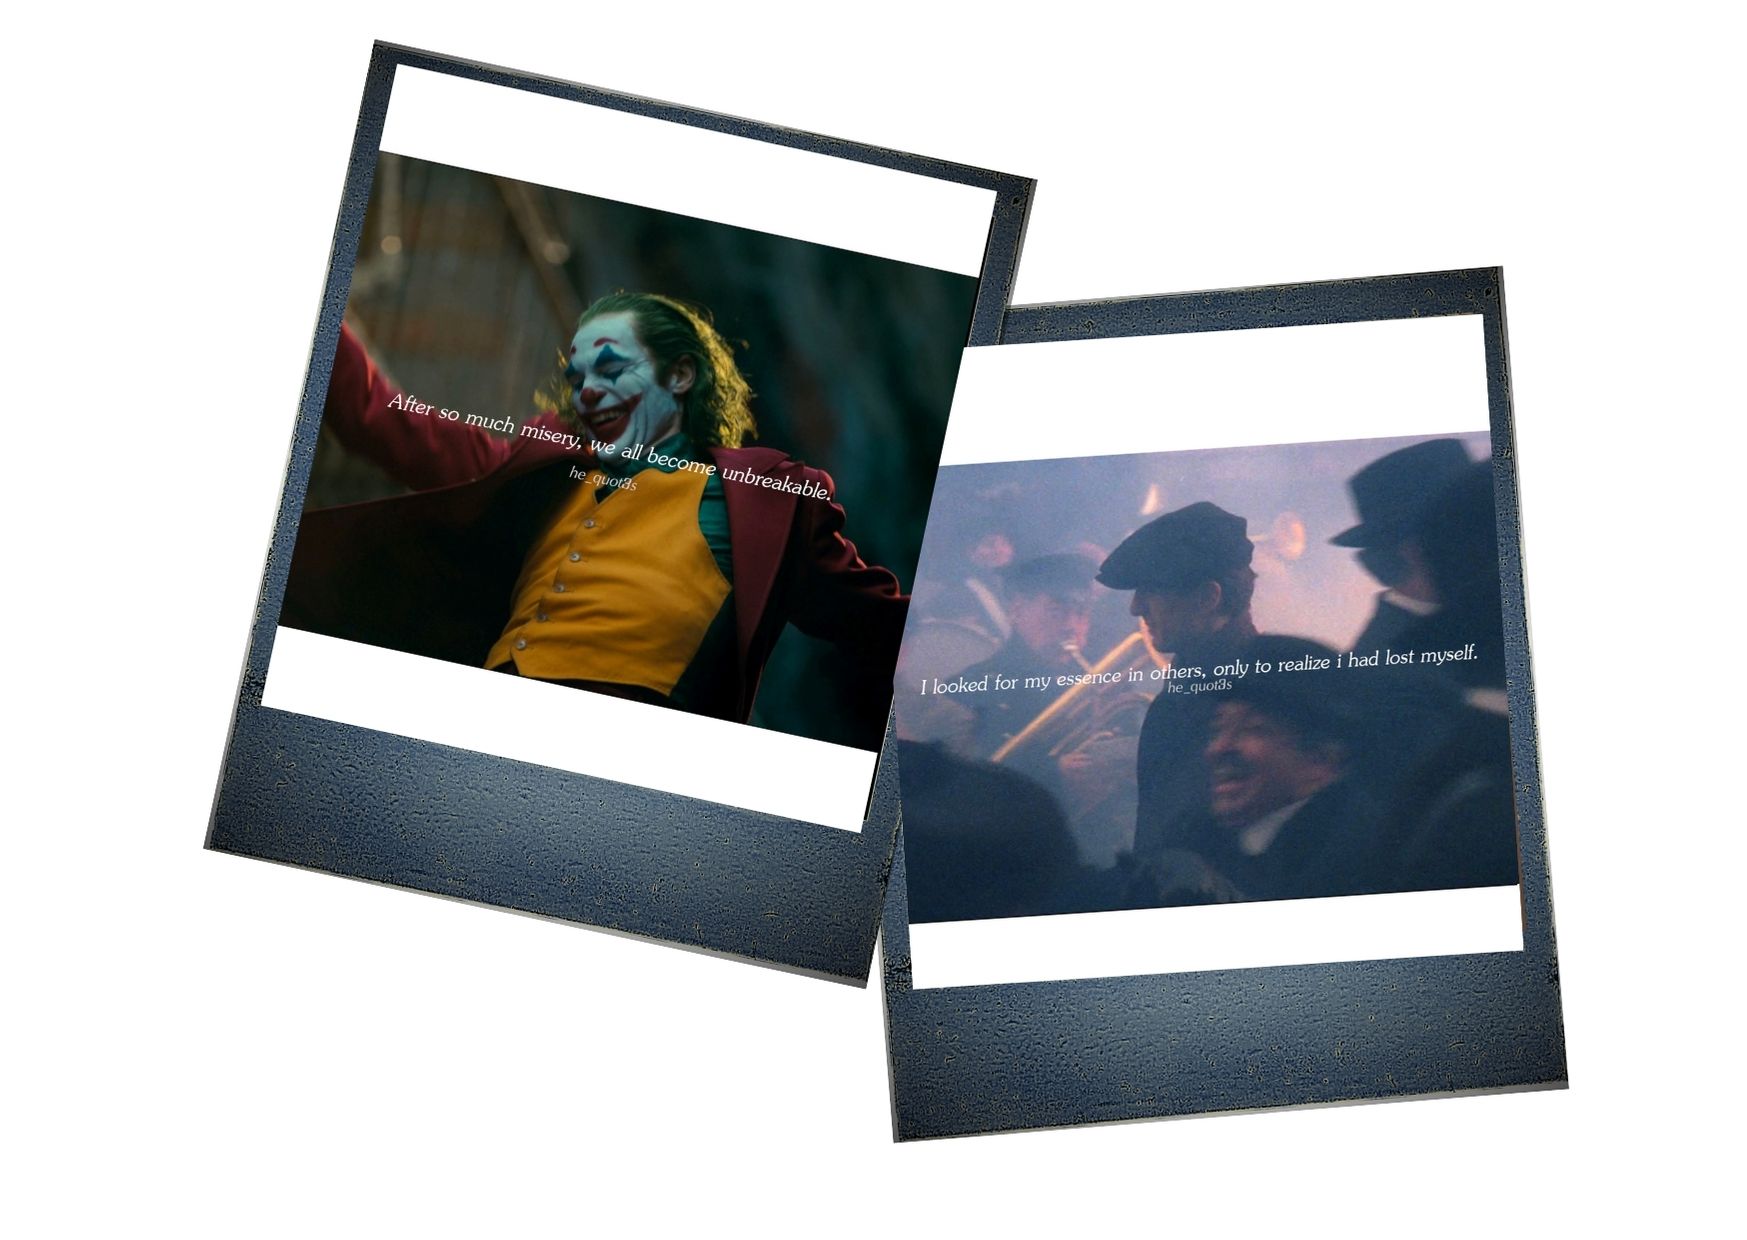 After so much misery, we all become unbreakable.
he_quot3s
I looked for my essence in others, only to realize i had lost myself.
he_quot3s